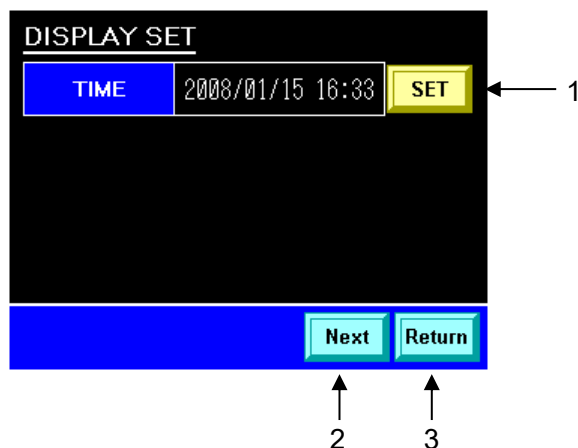 DISPLAY SET
TIME 2008/01/15 16:33 SET 1
Next Return
2 3